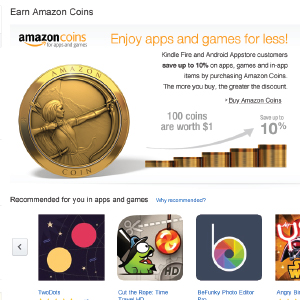 Earn Amazon Coins
amazoncoins
for apps and games
Enjoy apps and games for less!
Kindle Fire and Android Appstore customers
save up to 10% on apps, games and in-app
items by purchasing Amazon Coins.
The more you buy, the greater the discount.
› Buy Amazon Coins
AMAZON
COIN
100 coins
are worth $1
Save up to
10%
Recommended for you in apps and games Why recommended?
HD
TwoDots
Cut the Rope: Time
Travel HD
BeFunky Photo Editor
Pro
Angry Bi